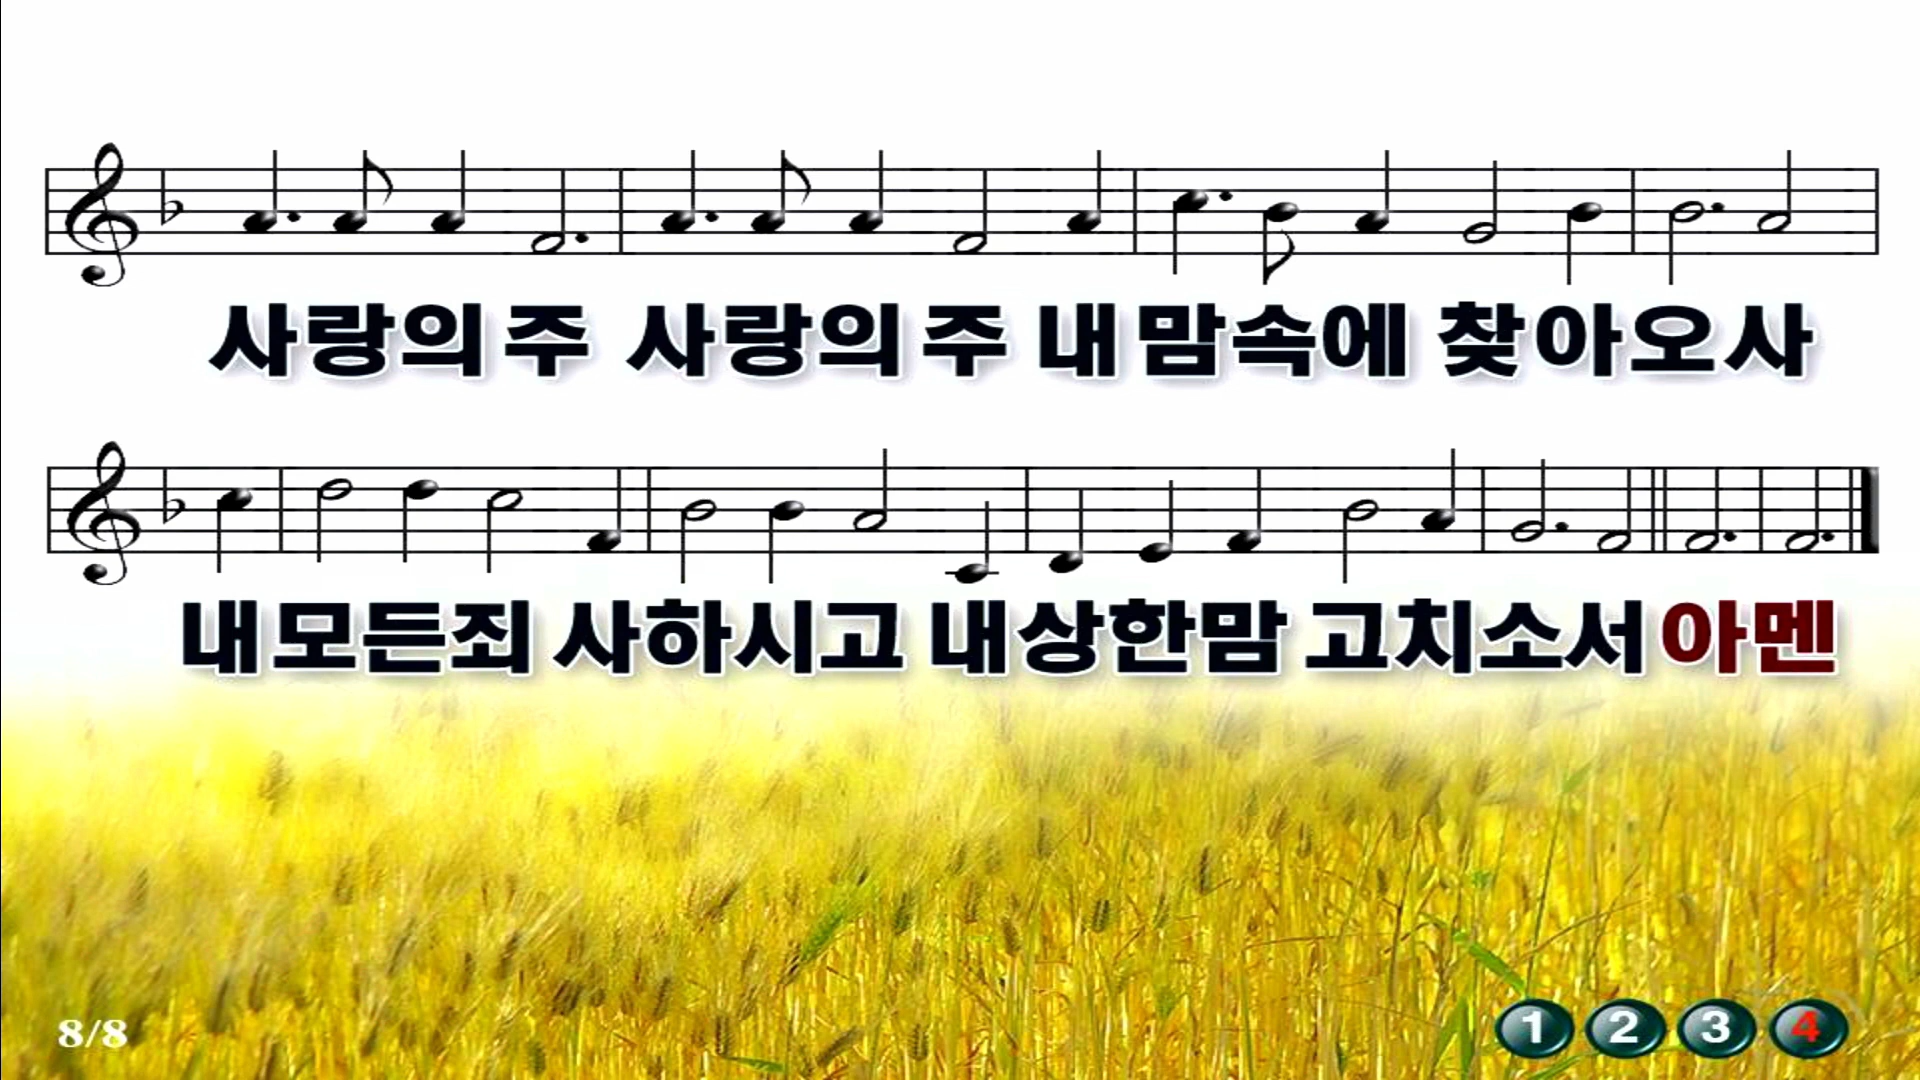 사랑의 주 사랑의 주 내 맘속에 찾아오사
내 모든 죄 사하시고 내 상한 맘 고치소서 아멘
8/8 1 2 3 4